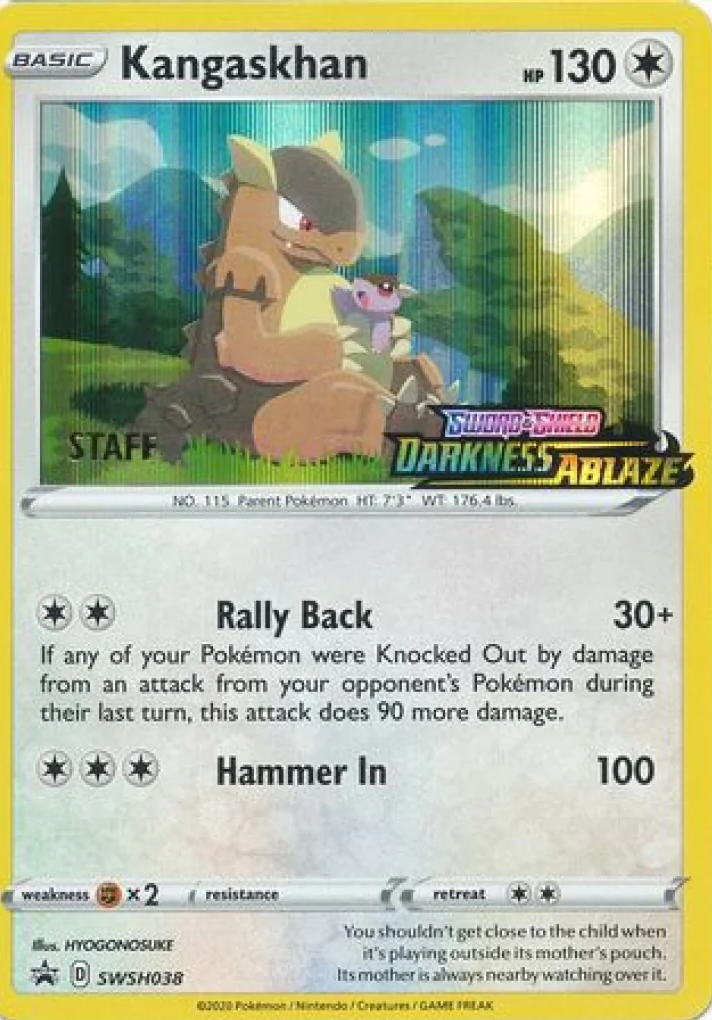 BASIC Kangaskhan HP 130
STAFF
SWORD & SHIELD
DARKNESS ABLAZE
NO. 115 Parent Pokémon HT: 7'3" WT: 176.4 lbs.
Rally Back 30+
If any of your Pokémon were Knocked Out by damage
from an attack from your opponent's Pokémon during
their last turn, this attack does 90 more damage.
Hammer In 100
weakness ×2 resistance retreat
Illus. HYOGONOSUKE
D SWSH038
You shouldn't get close to the child when
it's playing outside its mother's pouch.
Its mother is always nearby watching over it.
©2020 Pokémon / Nintendo / Creatures / GAME FREAK